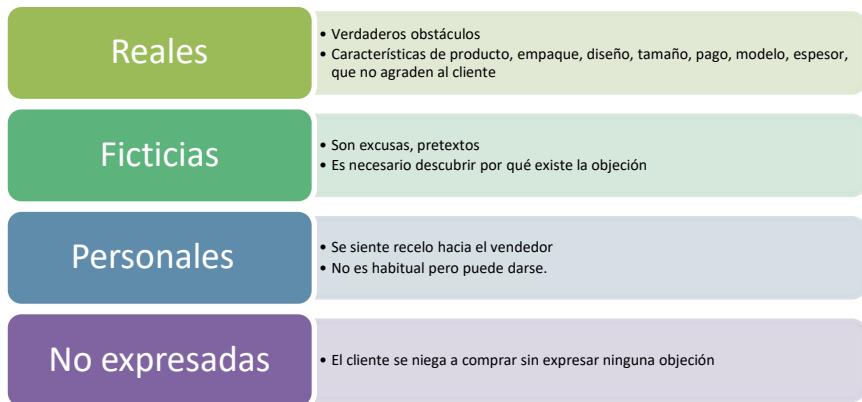 Reales
• Verdaderos obstáculos
• Características de producto, empaque, diseño, tamaño, pago, modelo, espesor,
que no agraden al cliente
Ficticias
• Son excusas, pretextos
• Es necesario descubrir por qué existe la objeción
Personales
• Se siente recelo hacia el vendedor
• No es habitual pero puede darse.
No expresadas
• El cliente se niega a comprar sin expresar ninguna objeción